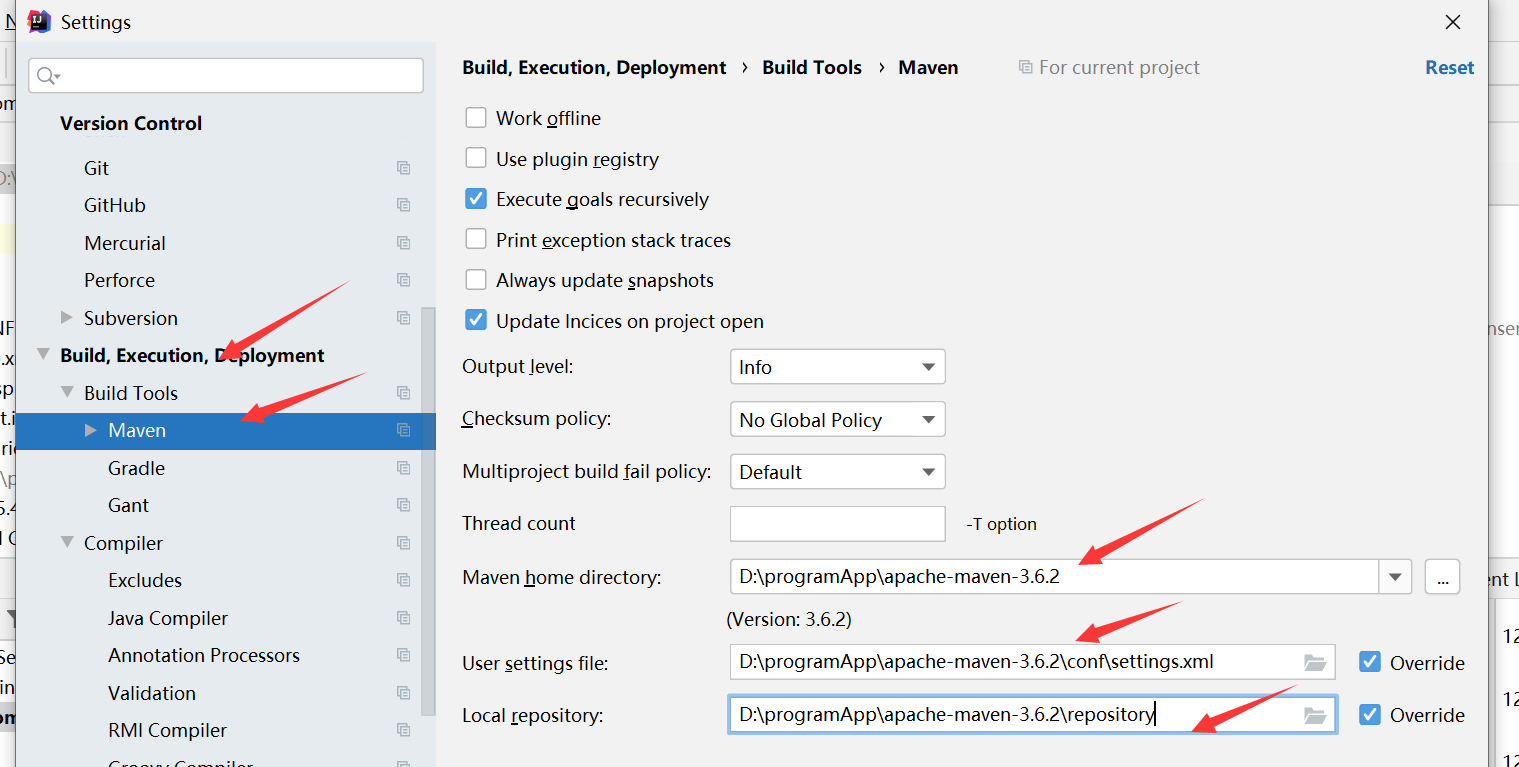 Settings
Version Control
Git
GitHub
Mercurial
Perforce
Subversion
Build, Execution, Deployment
Build Tools
Maven
Gradle
Gant
Compiler
Excludes
Java Compiler
Annotation Processors
Validation
RMI Compiler
Groovy Compiler
Build, Execution, Deployment › Build Tools › Maven For current project Reset
Work offline
Use plugin registry
Execute goals recursively
Print exception stack traces
Always update snapshots
Update Incices on project open
Output level: Info
Checksum policy: No Global Policy
Multiproject build fail policy: Default
Thread count -T option
Maven home directory: D:\programApp\apache-maven-3.6.2 ...
(Version: 3.6.2)
User settings file: D:\programApp\apache-maven-3.6.2\conf\settings.xml Override
Local repository: D:\programApp\apache-maven-3.6.2\repository Override